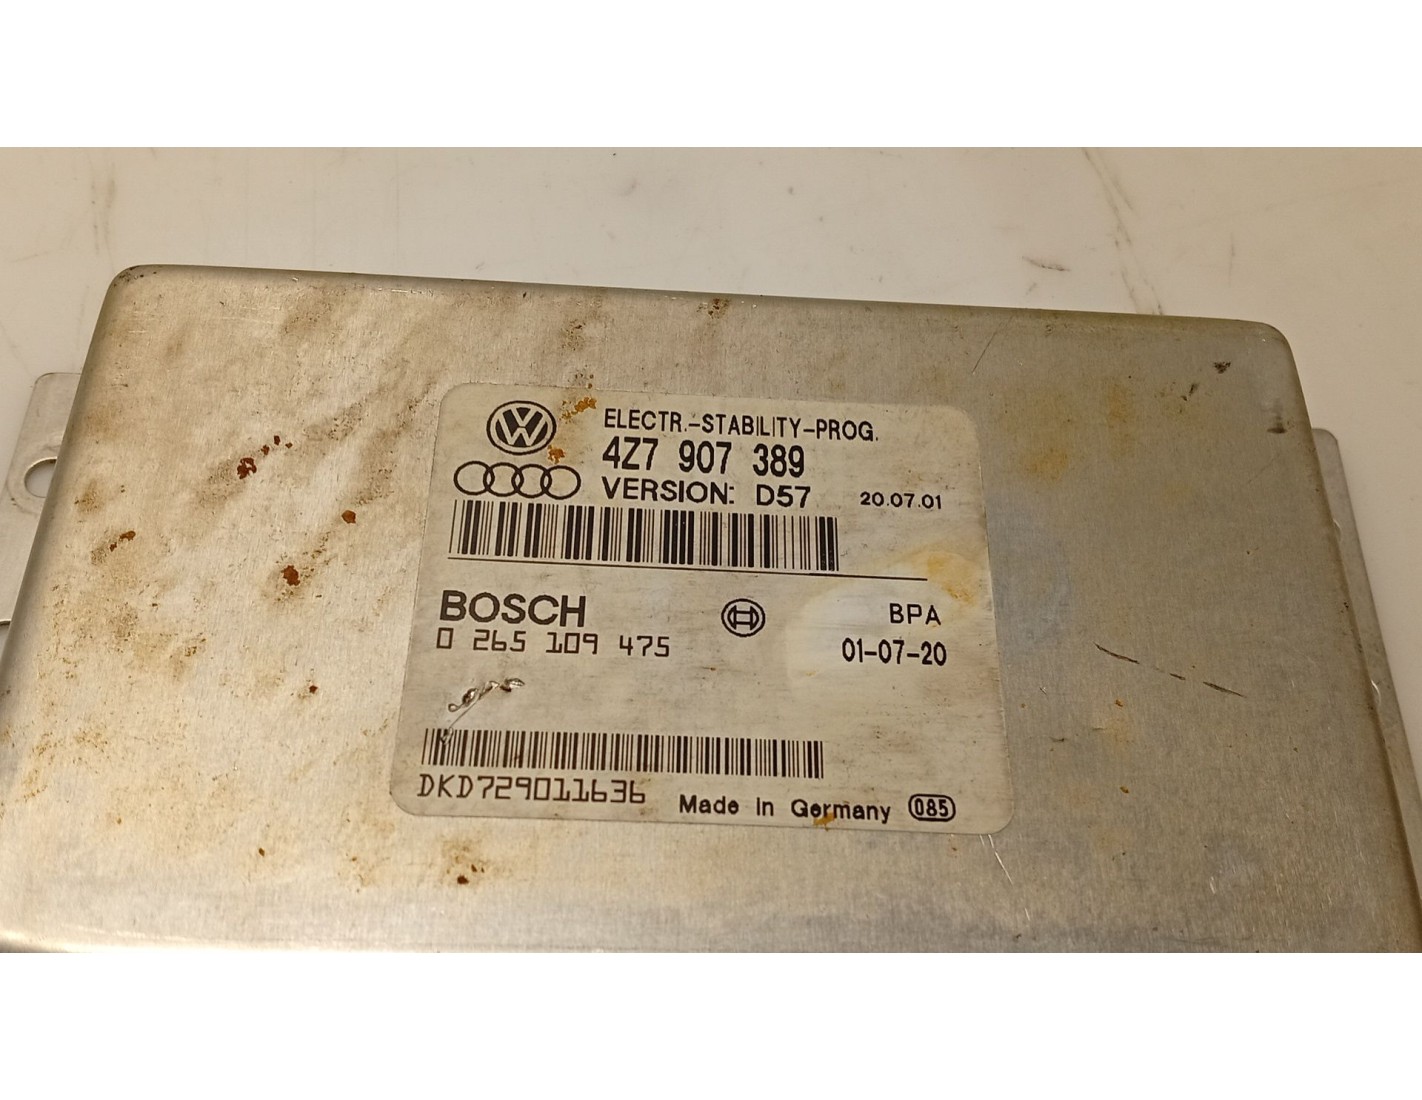 ELECTR.-STABILITY-PROG.
4Z7 907 389
VERSION: D57 20.07.01
BOSCH BPA
0 265 109 475 01-07-20
DKD729011636
Made in Germany 085